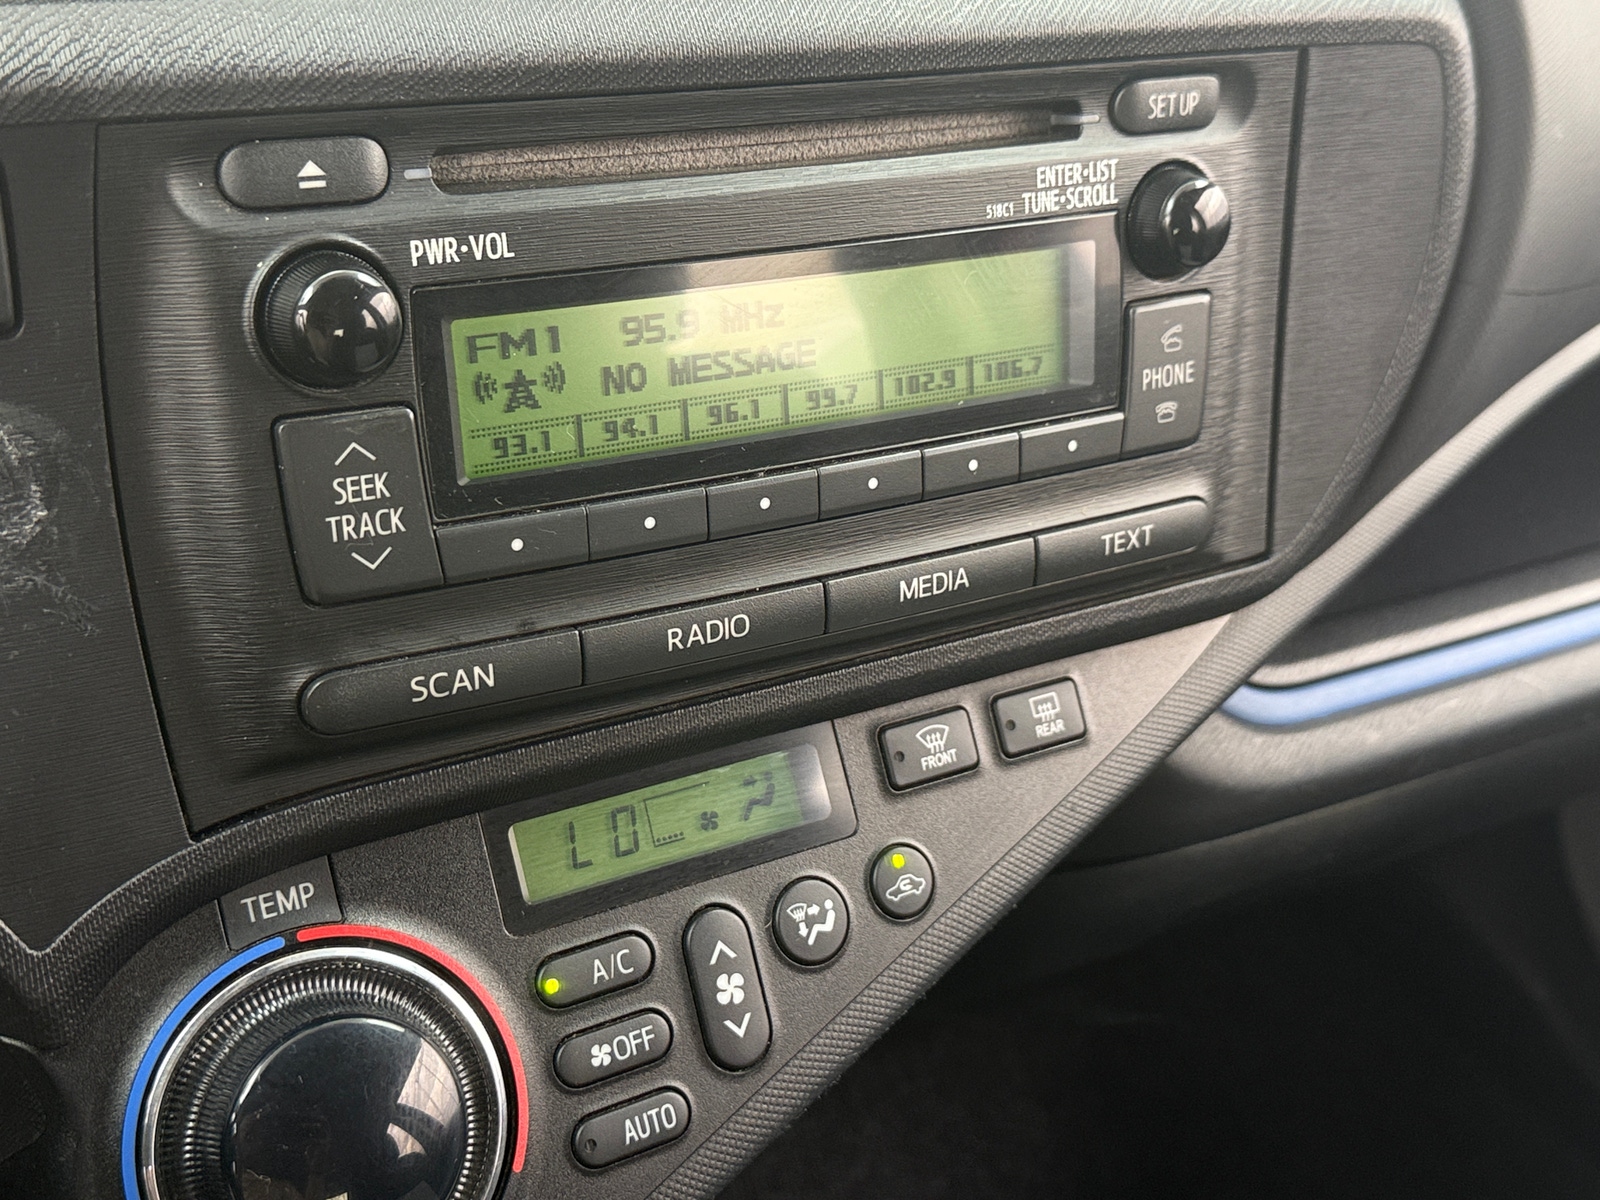 SET UP
ENTER•LIST
518C1 TUNE•SCROLL
PWR•VOL
FM1 95.9 MHz
NO MESSAGE
93.1 94.1 96.1 99.7 102.9 106.7
PHONE
SEEK
TRACK
SCAN RADIO MEDIA TEXT
FRONT REAR
LO
TEMP
A/C
OFF
AUTO